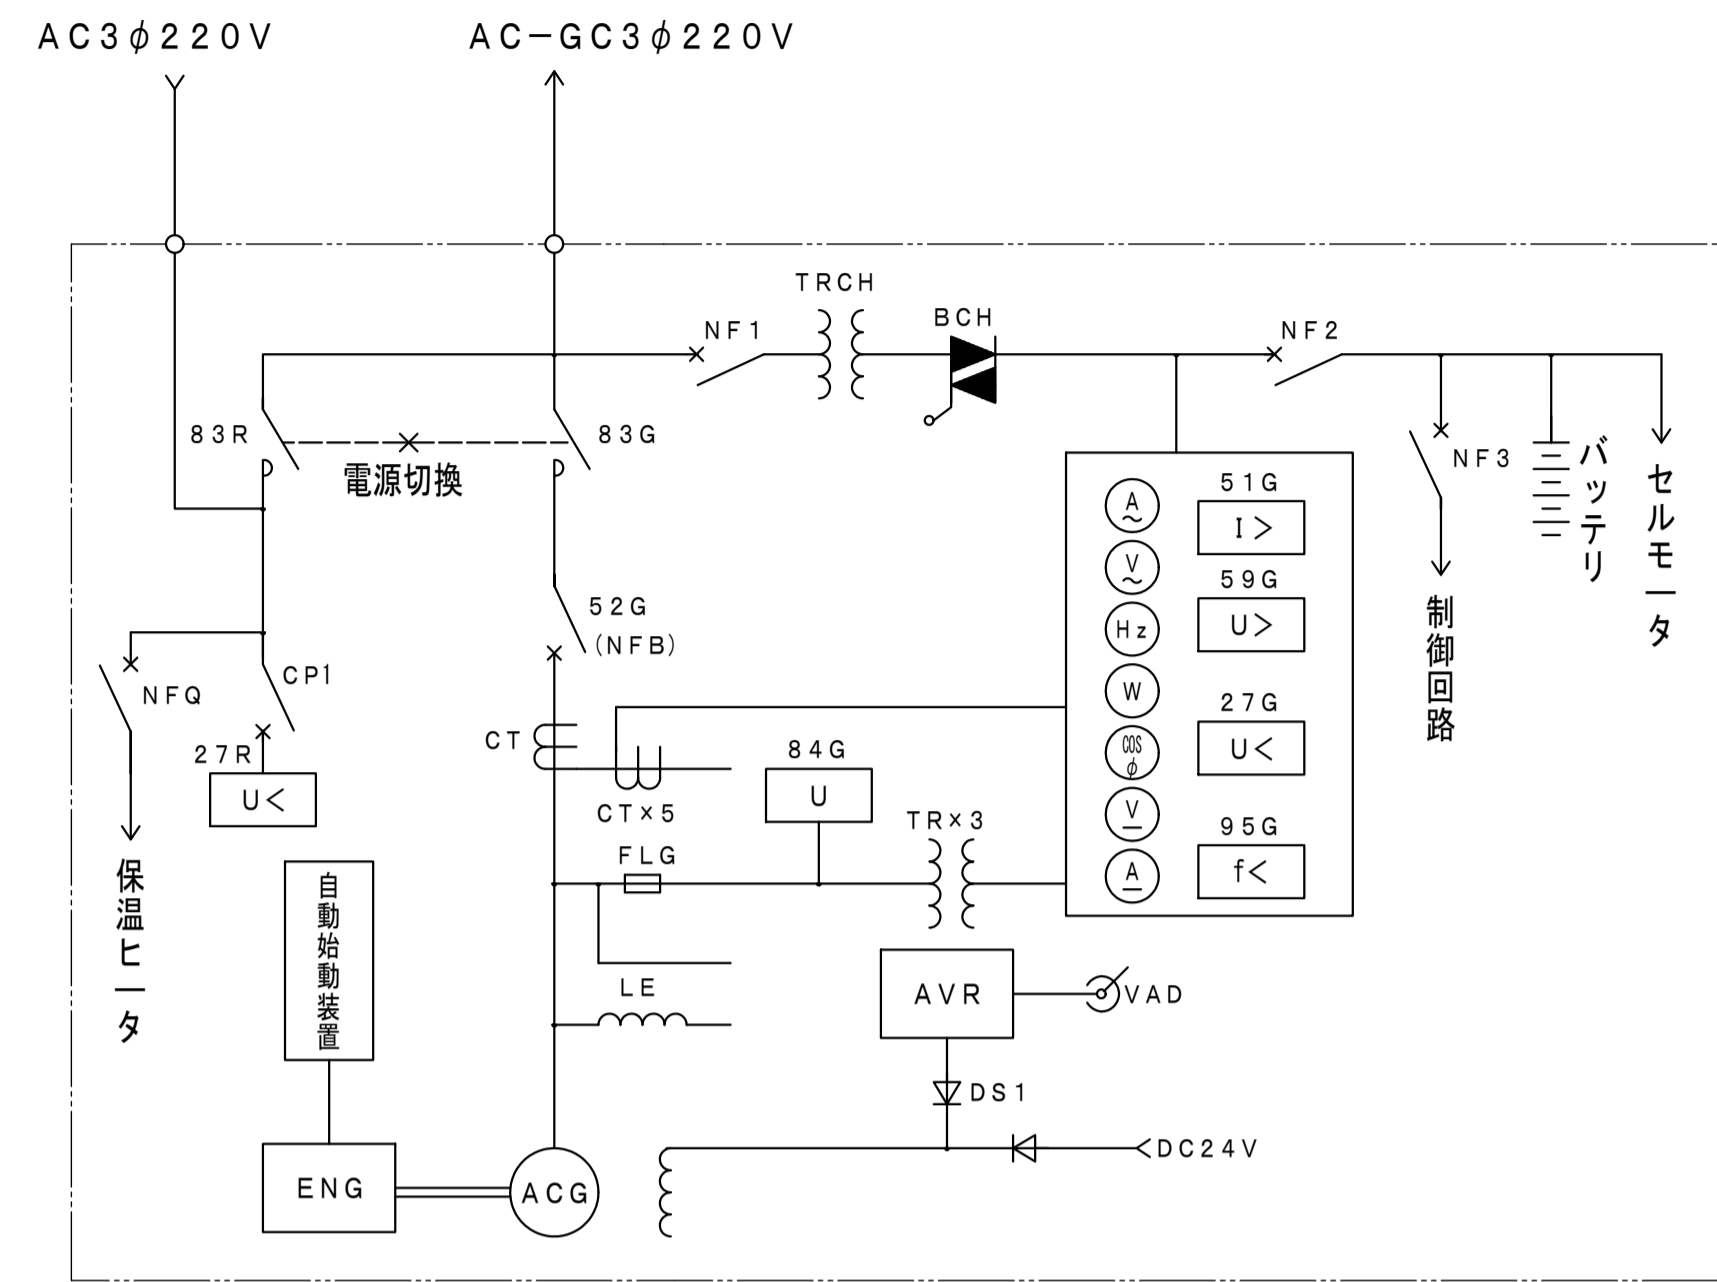 AC3φ220V
AC-GC3φ220V
TRCH
BCH
NF1
NF2
83R
83G
電源切換
NF3
バッテリ
セルモータ
制御回路
A
V
Hz
W
COS
φ
V
A
51G
I>
59G
U>
27G
U<
95G
f<
52G
(NFB)
CP1
NFQ
27R
U<
保温ヒータ
CT
CT×5
84G
U
TR×3
FLG
LE
自動始動装置
AVR
VAD
DS1
DC24V
ENG
ACG